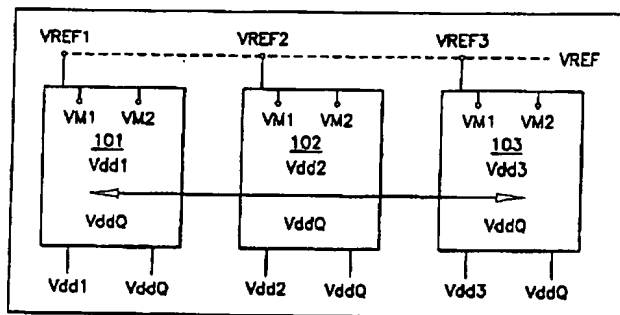 VREF1 VREF2 VREF3 VREF
VM1 VM2 VM1 VM2 VM1 VM2
101 102 103
Vdd1 Vdd2 Vdd3
VddQ VddQ VddQ
Vdd1 VddQ Vdd2 VddQ Vdd3 VddQ